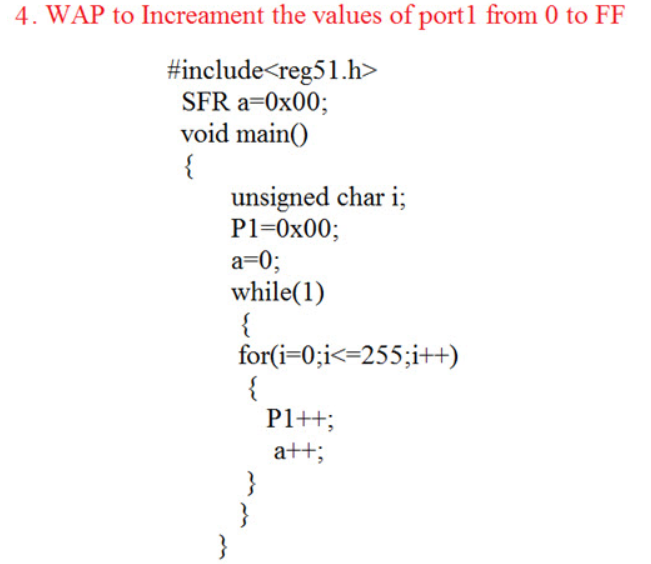 4. WAP to Increament the values of port1 from 0 to FF
#include<reg51.h>
SFR a=0x00;
void main()
{
unsigned char i;
P1=0x00;
a=0;
while(1)
{
for(i=0;i<=255;i++)
{
P1++;
a++;
}
}
}